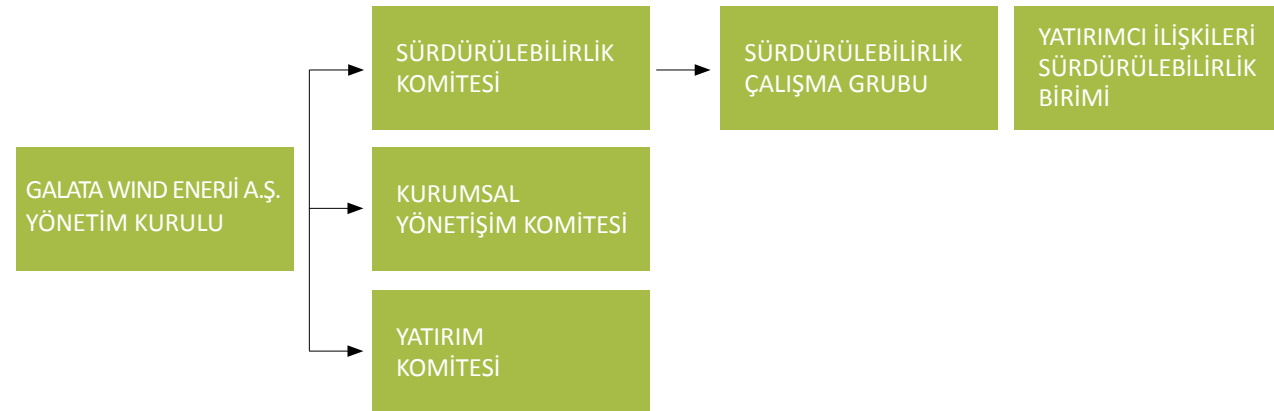 GALATA WIND ENERJİ A.Ş.
YÖNETİM KURULU
SÜRDÜRÜLEBİLİRLİK
KOMİTESİ
SÜRDÜRÜLEBİLİRLİK
ÇALIŞMA GRUBU
YATIRIMCI İLİŞKİLERİ
SÜRDÜRÜLEBİLİRLİK
BİRİMİ
KURUMSAL
YÖNETİŞİM KOMİTESİ
YATIRIM
KOMİTESİ